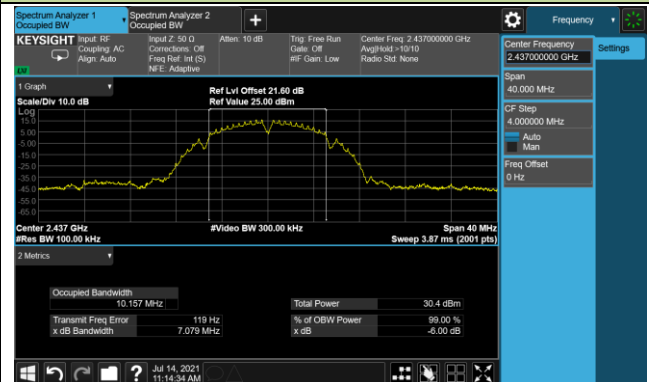 Spectrum Analyzer 1
Occupied BW
Spectrum Analyzer 2
Occupied BW
+
Frequency
KEYSIGHT
Input: RF
Coupling: AC
Align: Auto
Input Z: 50 Ω
Corrections: Off
Freq Ref: Int (S)
NFE: Adaptive
Atten: 10 dB
Trig: Free Run
Gate: Off
#IF Gain: Low
Center Freq: 2.437000000 GHz
Avg|Hold:>10/10
Radio Std: None
Center Frequency
2.437000000 GHz
Settings
Span
40.000 MHz
CF Step
4.000000 MHz
Auto
Man
Freq Offset
0 Hz
1 Graph
Scale/Div 10.0 dB
Ref Lvl Offset 21.60 dB
Ref Value 25.00 dBm
Log
15.0
5.00
-5.00
-15.0
-25.0
-35.0
-45.0
-55.0
-65.0
Center 2.437 GHz
#Res BW 100.00 kHz
#Video BW 300.00 kHz
Span 40 MHz
Sweep 3.87 ms (2001 pts)
2 Metrics
Occupied Bandwidth
10.157 MHz
Total Power 30.4 dBm
Transmit Freq Error 119 Hz
% of OBW Power 99.00 %
x dB Bandwidth 7.079 MHz
x dB -6.00 dB
?
Jul 14, 2021
11:14:34 AM